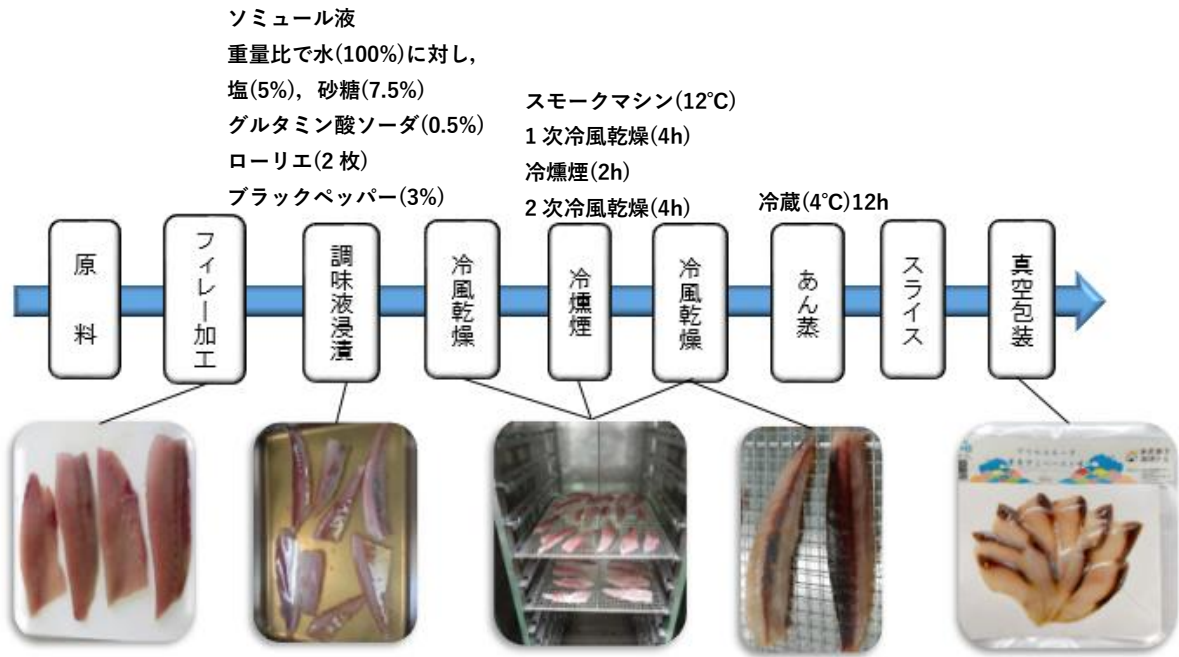 ソミュール液
重量比で水(100%)に対し,
塩(5%), 砂糖(7.5%)
グルタミン酸ソーダ(0.5%)
ローリエ(2 枚)
ブラックペッパー(3%)
スモークマシン(12℃)
1 次冷風乾燥(4h)
冷燻煙(2h)
2 次冷風乾燥(4h)
冷蔵(4℃)12h
原料
フィレー加工
調味液浸漬
冷風乾燥
冷燻煙
冷風乾燥
あん蒸
スライス
真空包装